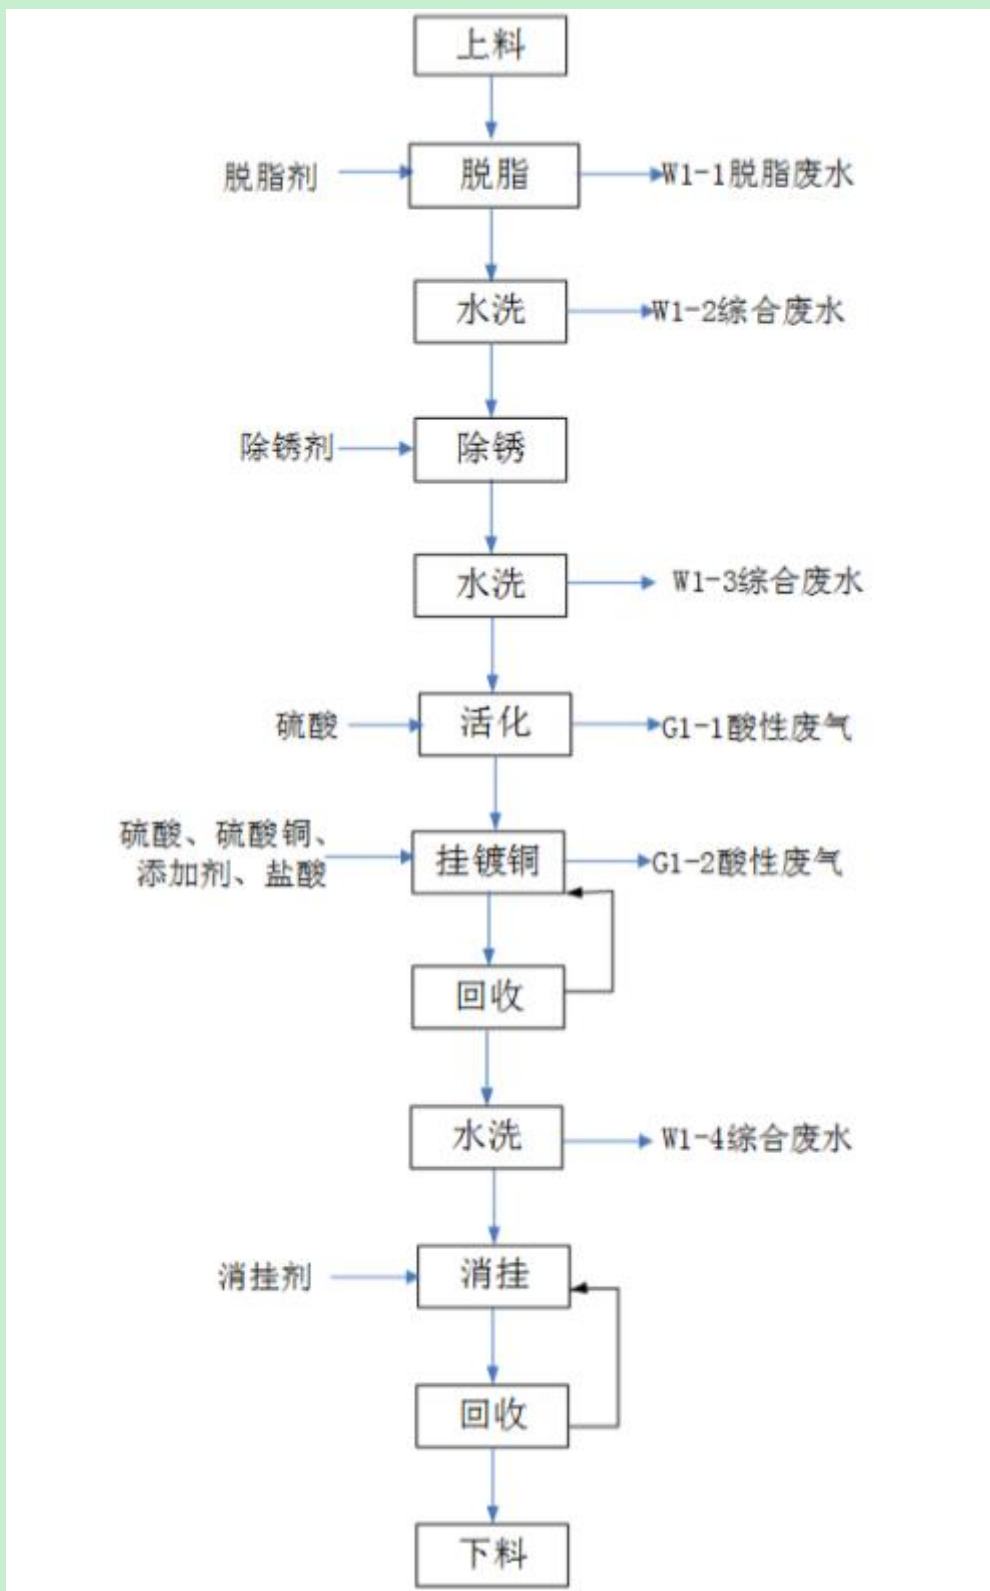 上料
脱脂剂
脱脂
W1-1脱脂废水
水洗
W1-2综合废水
除锈剂
除锈
水洗
W1-3综合废水
硫酸
活化
G1-1酸性废气
硫酸、硫酸铜、
添加剂、盐酸
挂镀铜
G1-2酸性废气
回收
水洗
W1-4综合废水
消挂剂
消挂
回收
下料